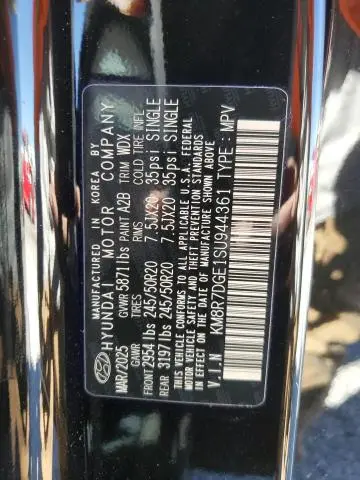 MANUFACTURED IN KOREA BY
HYUNDAI MOTOR COMPANY
MAR/2025 GVWR 5871lbs PAINT A2B TRIM WDX
GAWR TIRES RIMS COLD TIRE INFL
FRONT 2954 lbs 245/50R20 7.5JX20 35psi SINGLE
REAR 3197 lbs 245/50R20 7.5JX20 35psi SINGLE
THIS VEHICLE CONFORMS TO ALL APPLICABLE U.S.A. FEDERAL
MOTOR VEHICLE SAFETY AND THEFT PREVENTION STANDARDS
IN EFFECT ON THE DATE OF MANUFACTURE SHOWN ABOVE.
V.I.N KM8R7DGE1SU944361 TYPE : MPV